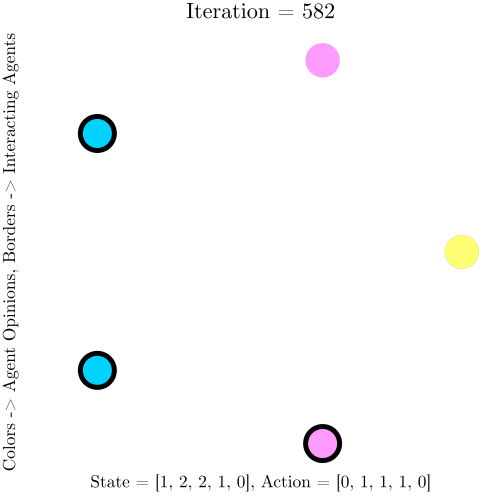 Iteration = 582
Colors -> Agent Opinions, Borders -> Interacting Agents
State = [1, 2, 2, 1, 0], Action = [0, 1, 1, 1, 0]